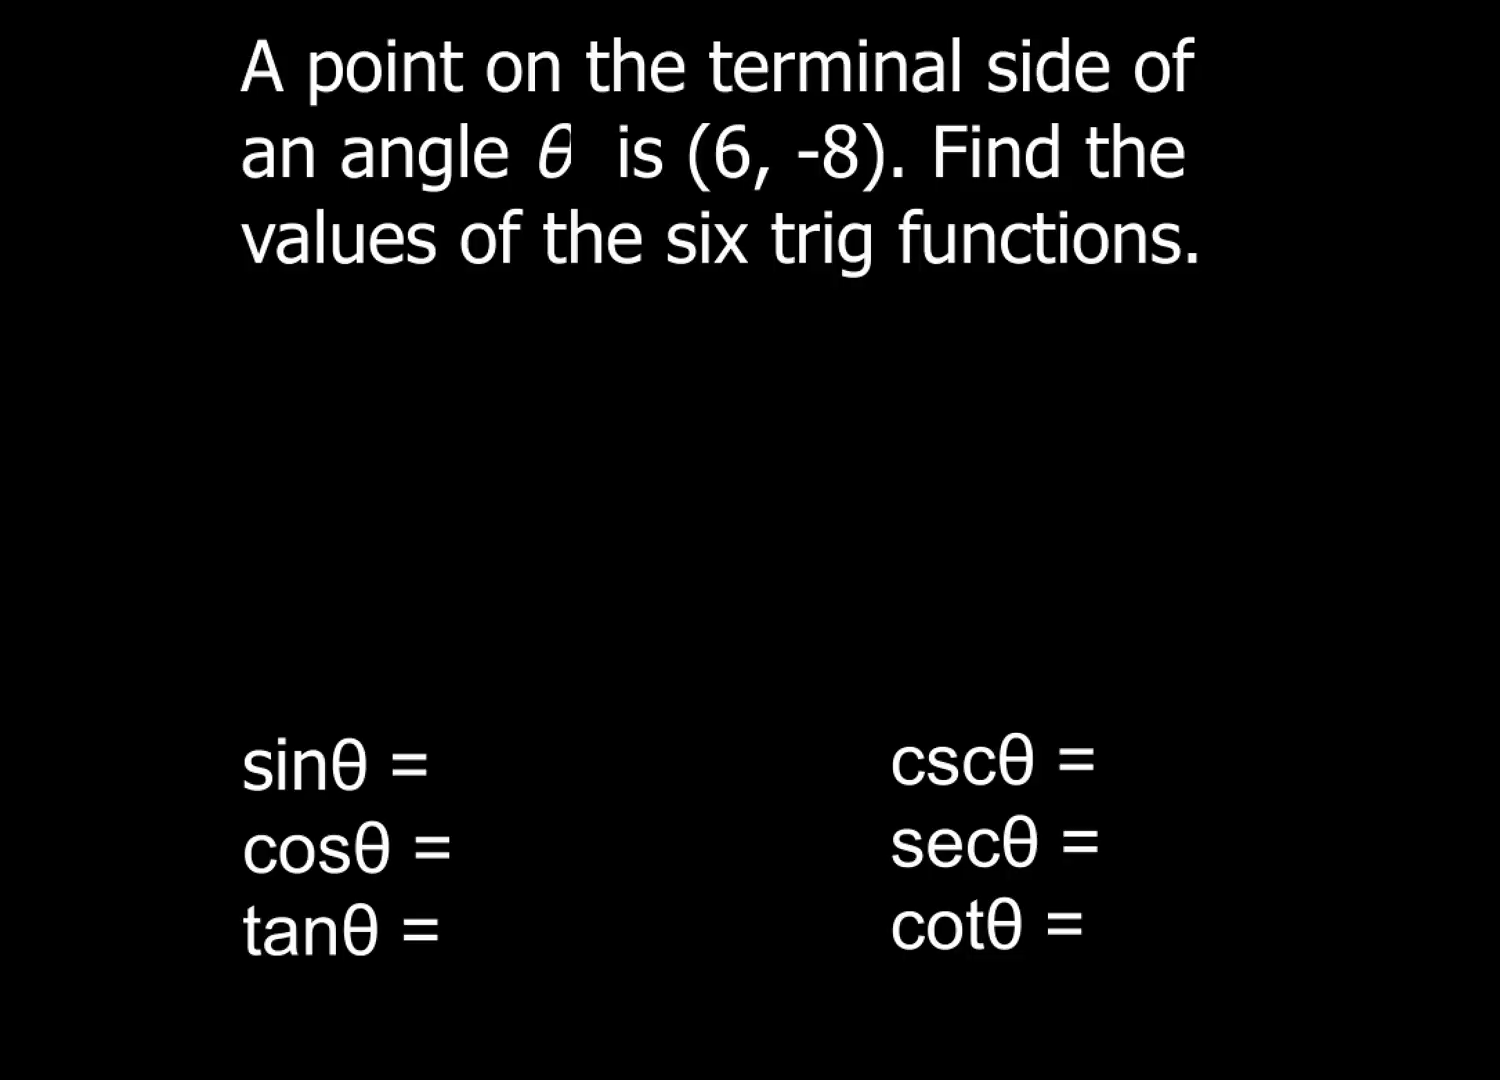 A point on the terminal side of
an angle θ is (6, -8). Find the
values of the six trig functions.
sinθ =
cscθ =
cosθ =
secθ =
tanθ =
cotθ =